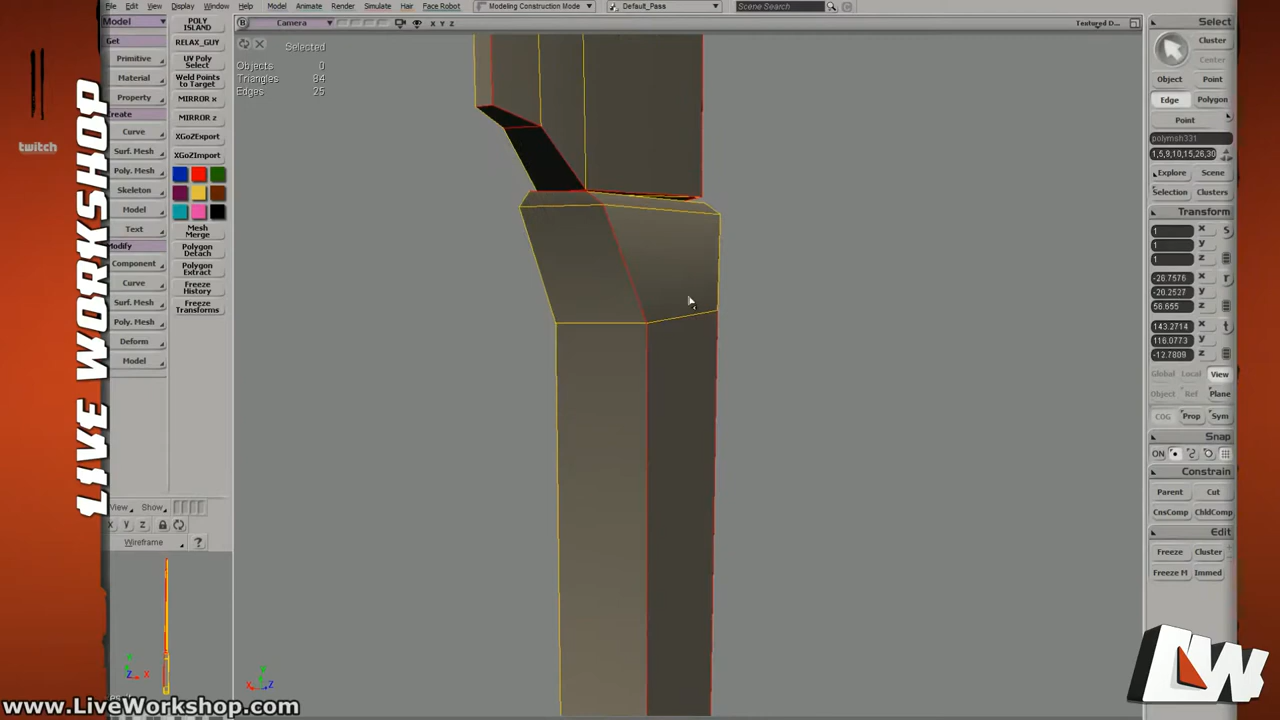 File Edit View Display Window Help Model Animate Render Simulate Hair Face Robot Modeling Construction Mode Default_Pass Scene Search
Model
POLY ISLAND
B Camera X Y Z Textured D...
Select
Get
RELAX_GUY
Selected
Cluster
Primitive
UV Poly Select
Objects 0
Center
Material
Weld Points to Target
Triangles 84
Object Point
Property
MIRROR x
Edges 25
Edge Polygon
Create
MIRROR z
Point
Curve
XGoZExport
polymsh331
Surf. Mesh
XGoZImport
1,5,9,10,15,26,30
Poly. Mesh
Explore Scene
Skeleton
Selection Clusters
Model
Transform
Text
Mesh Merge
1 x S
1 y
1 z
Modify
Polygon Detach
Component
Polygon Extract
-26.7576 x r
-20.2527 y
56.655 z
Curve
Freeze History
Surf. Mesh
Freeze Transforms
143.2714 x t
116.0773 y
-12.7809 z
Poly. Mesh
Deform
Model
Global Local View
Object Ref Plane
COG Prop Sym
Snap
ON
Constrain
Parent Cut
CnsComp ChldComp
View Show
x y z
Edit
Wireframe ?
Freeze Cluster
Freeze M Immed
twitch
LIVE WORKSHOP
Y
Z X
X Z
LW
www.LiveWorkshop.com